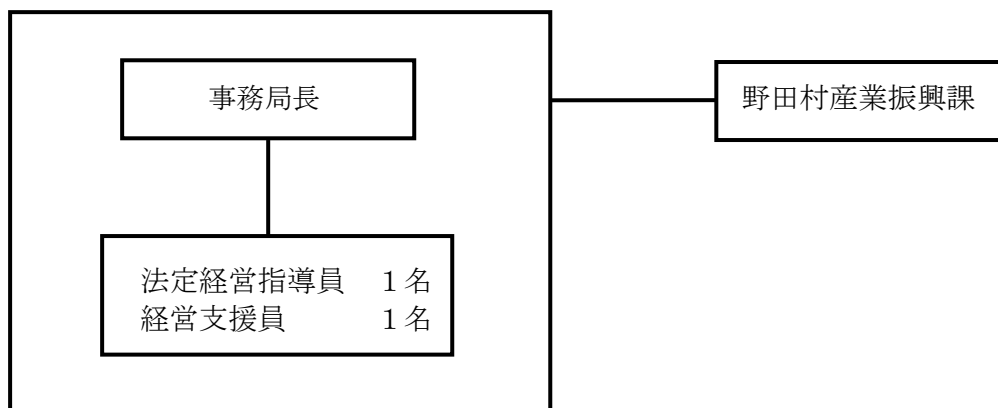 事務局長
野田村産業振興課
法定経営指導員　１名
経営支援員　　　１名